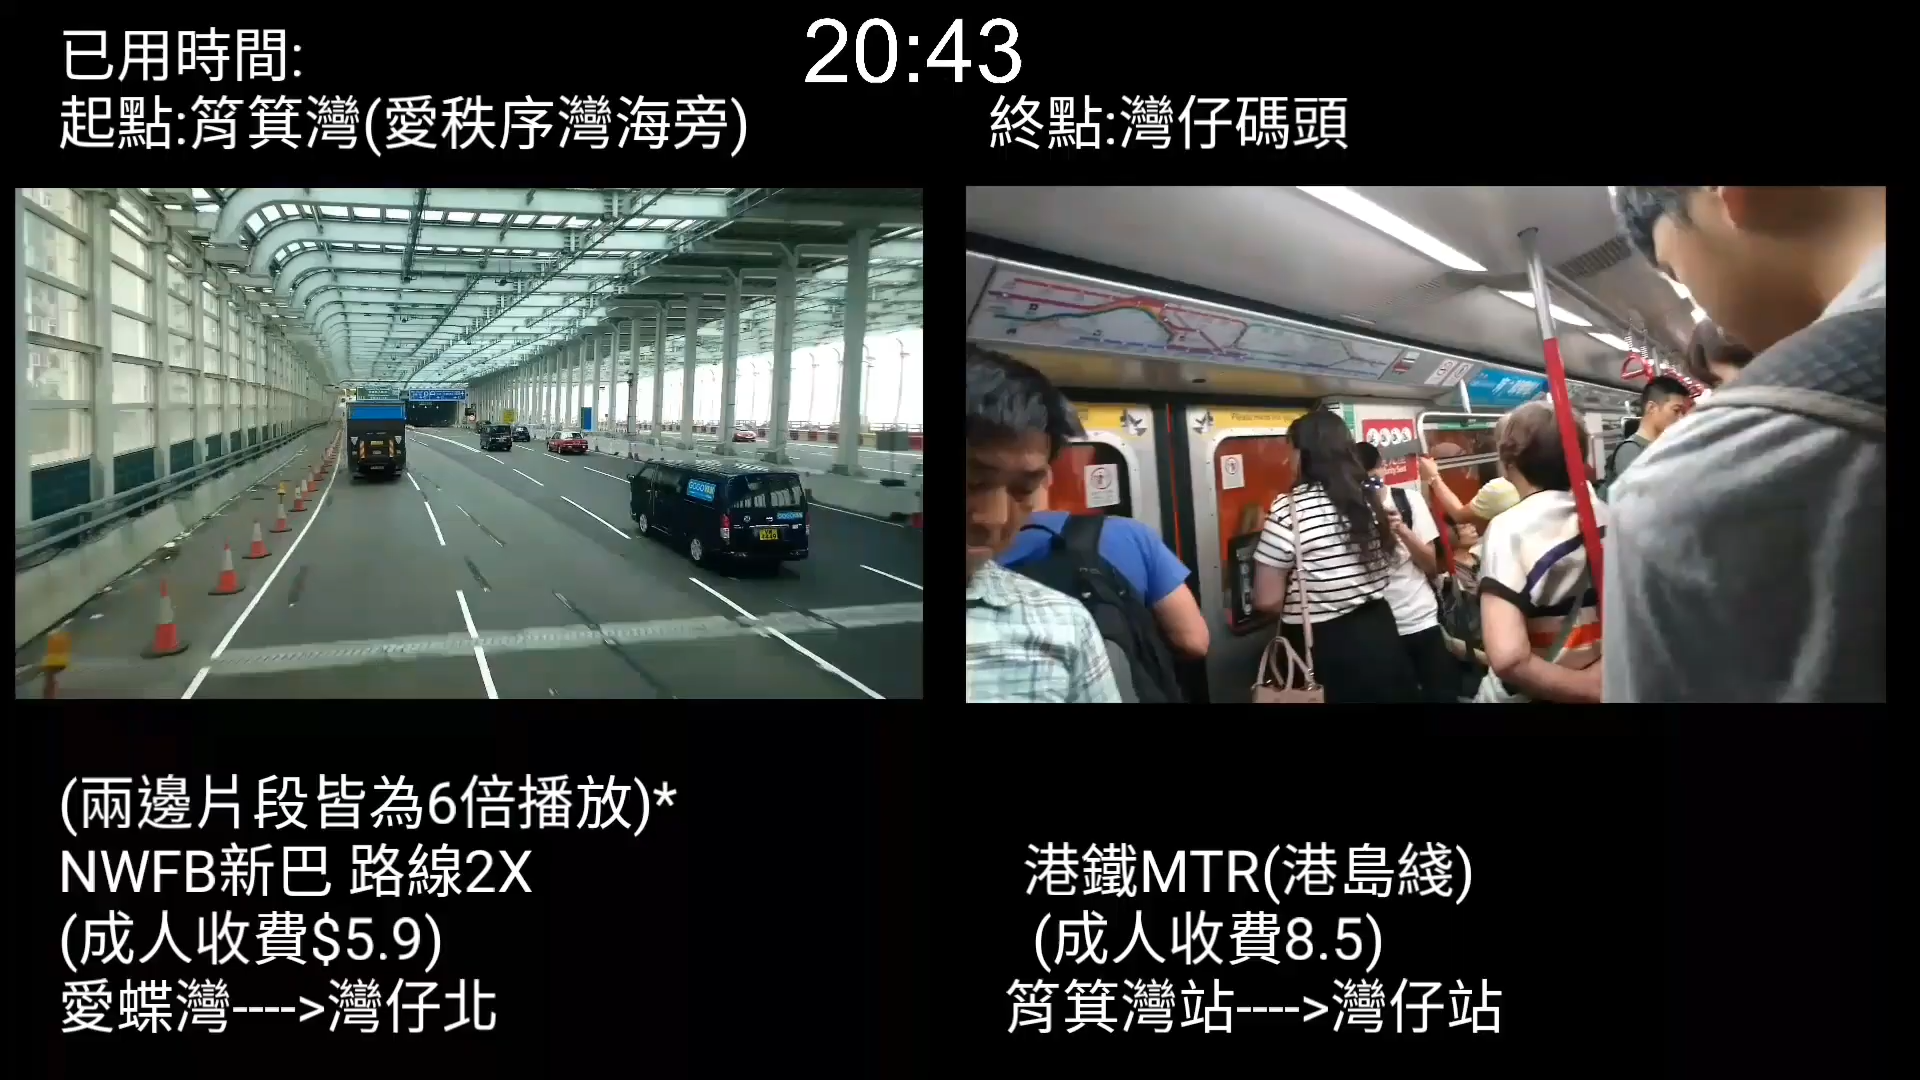 已用時間:
20:43
起點:筲箕灣(愛秩序灣海旁)
終點:灣仔碼頭
GOGOVAN
(兩邊片段皆為6倍播放)*
NWFB新巴 路線2X
(成人收費$5.9)
愛蝶灣---->灣仔北
港鐵MTR(港島綫)
(成人收費8.5)
筲箕灣站---->灣仔站